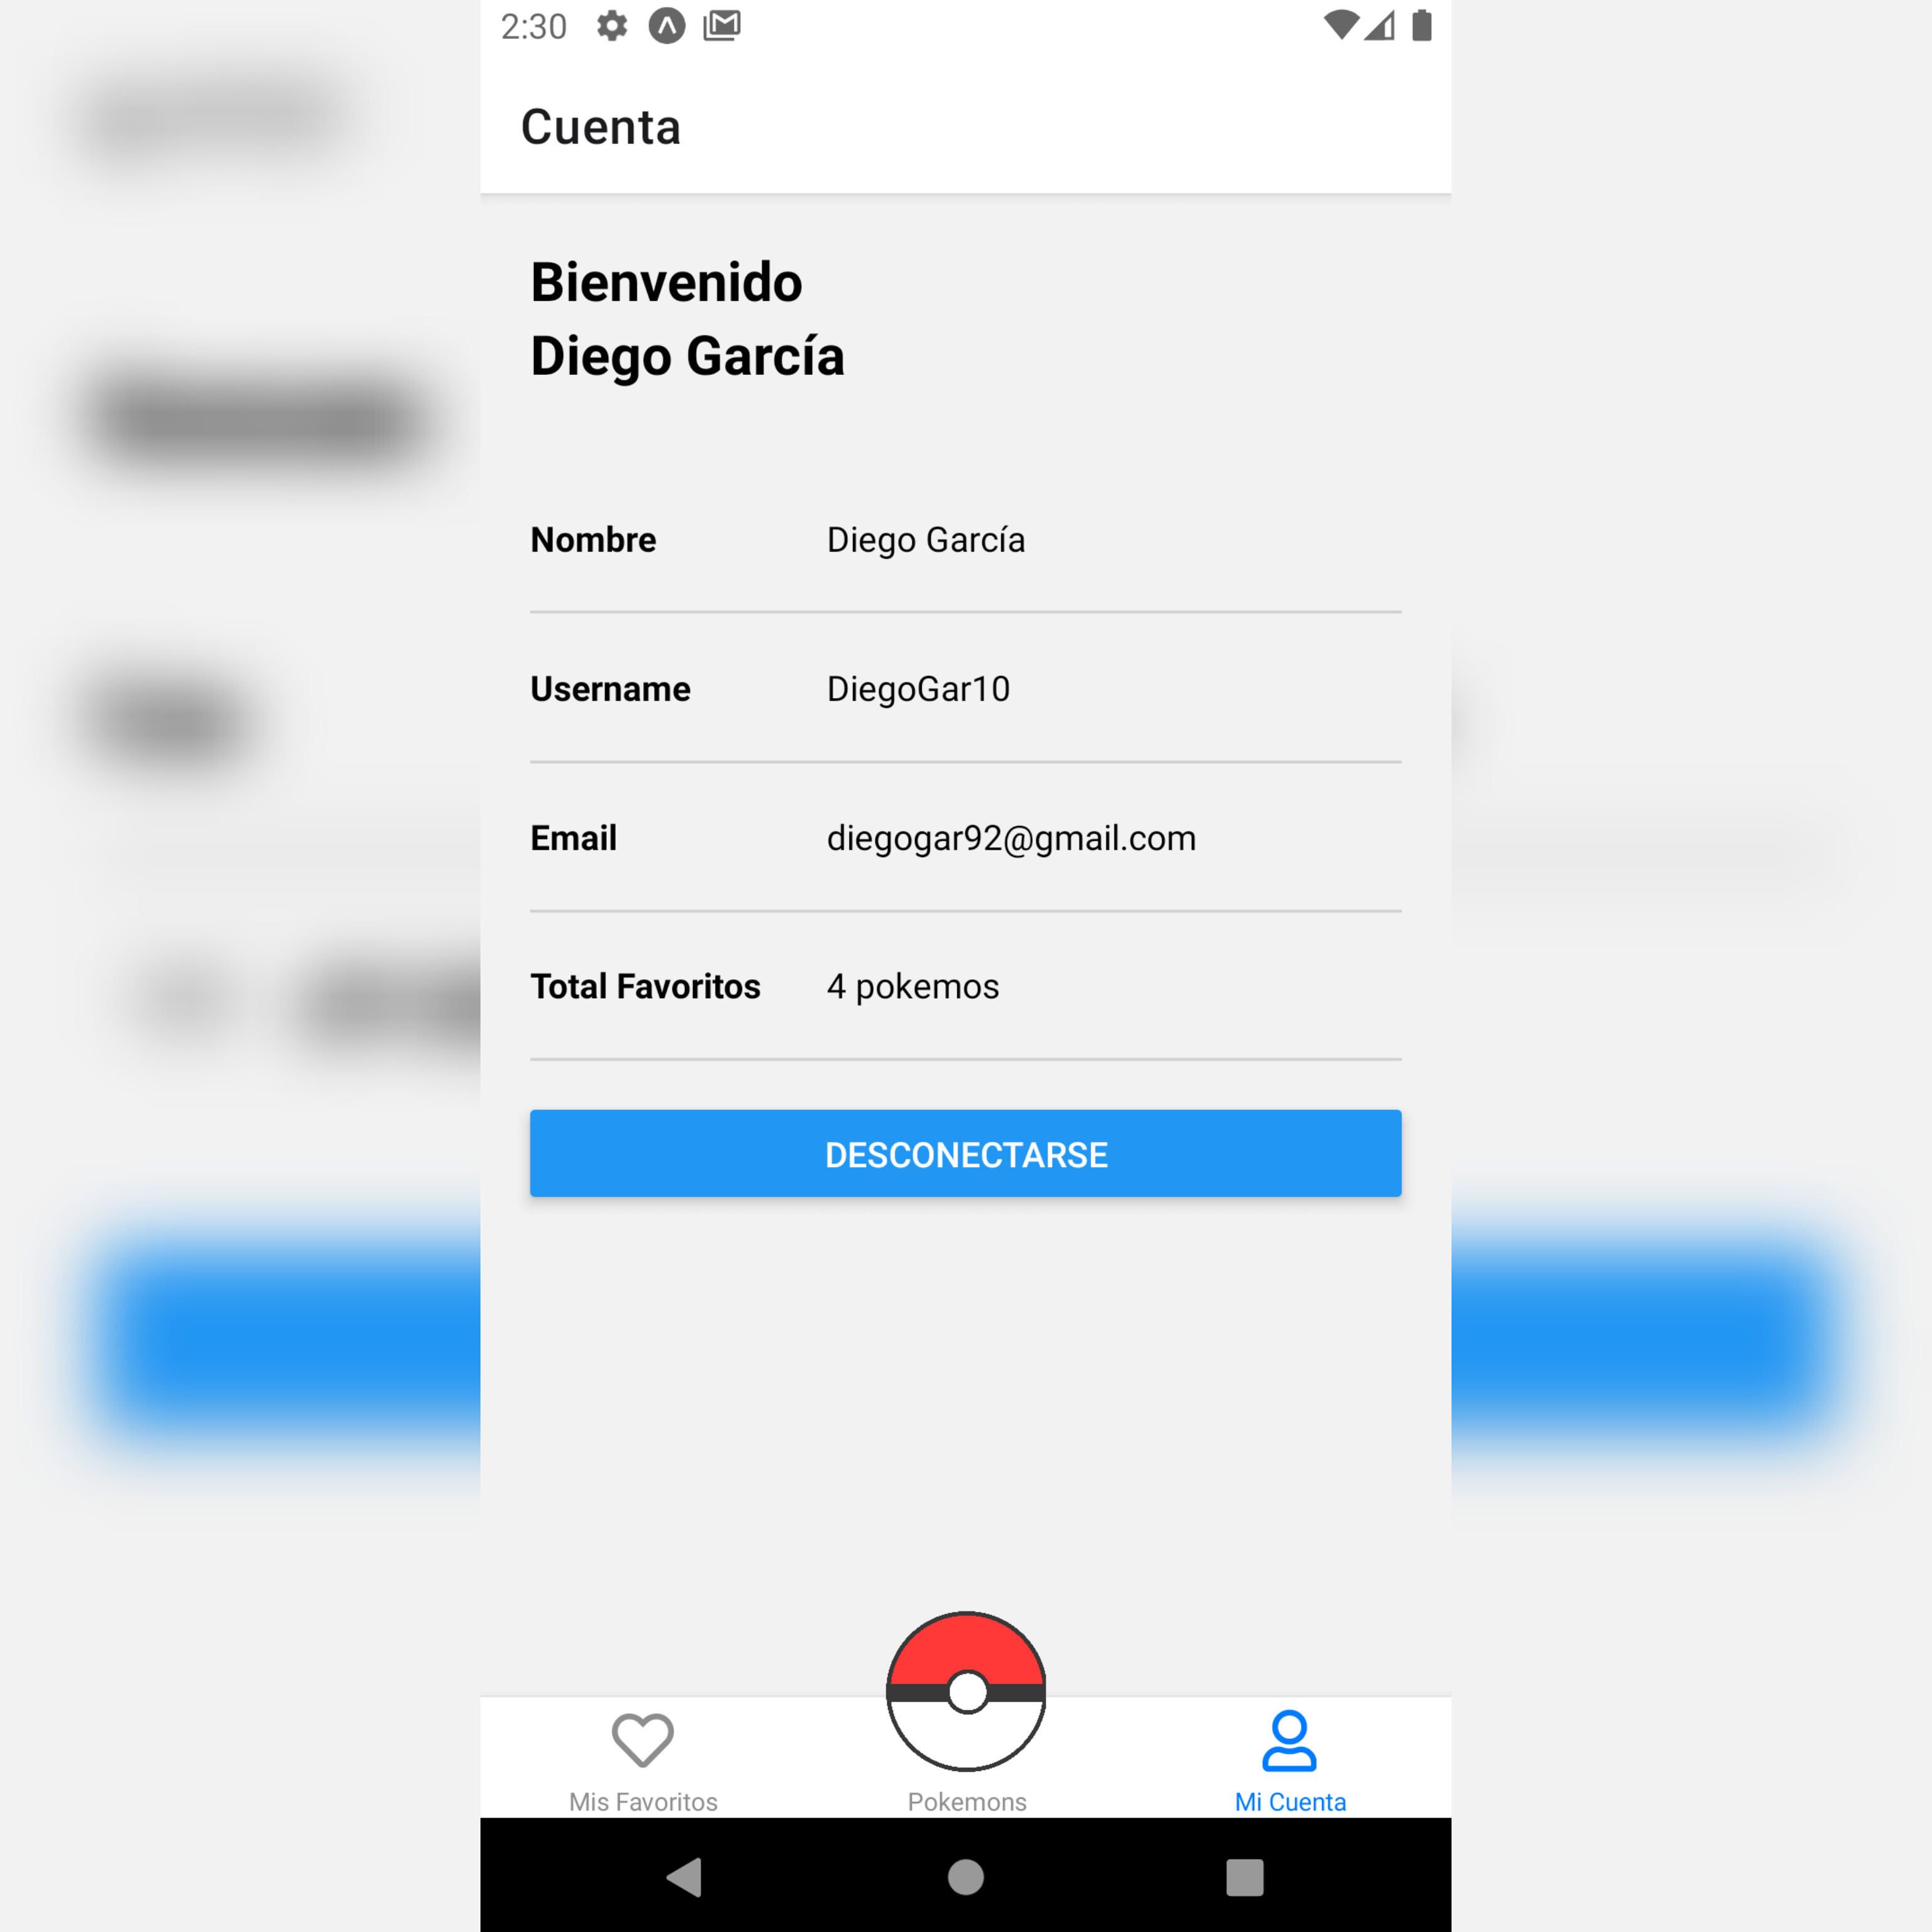 2:30
Cuenta
Bienvenido
Diego García
Nombre Diego García
Username DiegoGar10
Email diegogar92@gmail.com
Total Favoritos 4 pokemos
DESCONECTARSE
Mis Favoritos Pokemons Mi Cuenta